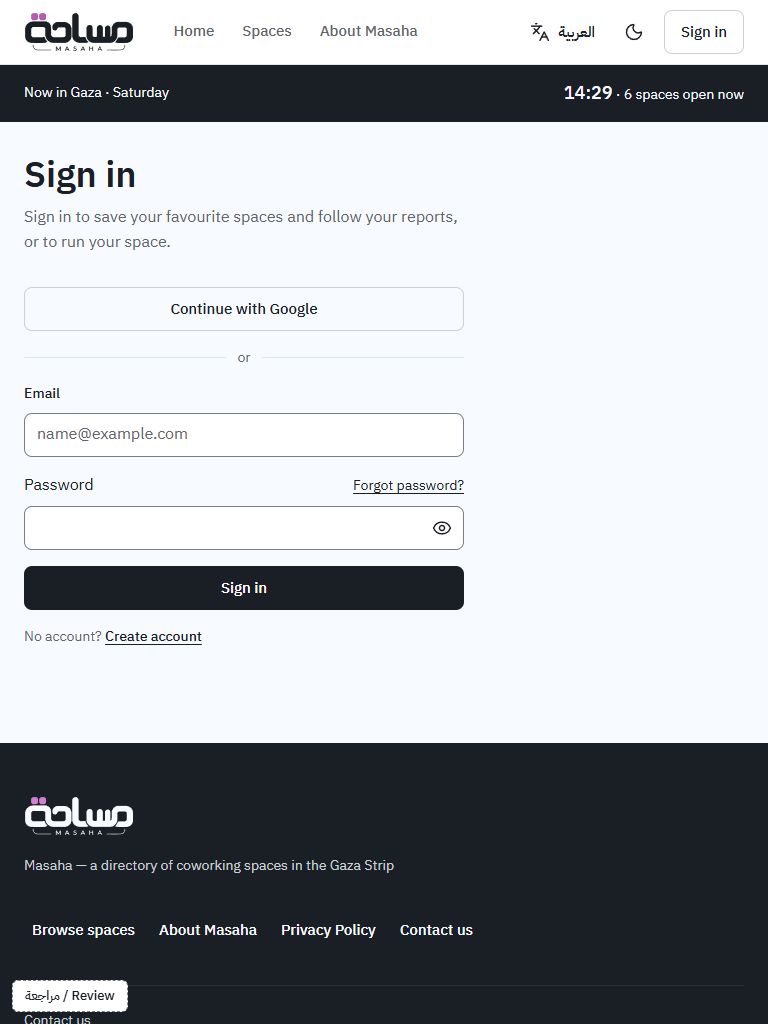 مساحة
MASAHA
Home
Spaces
About Masaha
العربية
Sign in
Now in Gaza · Saturday
14:29 · 6 spaces open now
Sign in
Sign in to save your favourite spaces and follow your reports,
or to run your space.
Continue with Google
or
Email
name@example.com
Password
Forgot password?
Sign in
No account? Create account
مساحة
MASAHA
Masaha — a directory of coworking spaces in the Gaza Strip
Browse spaces
About Masaha
Privacy Policy
Contact us
مراجعة / Review
Contact us